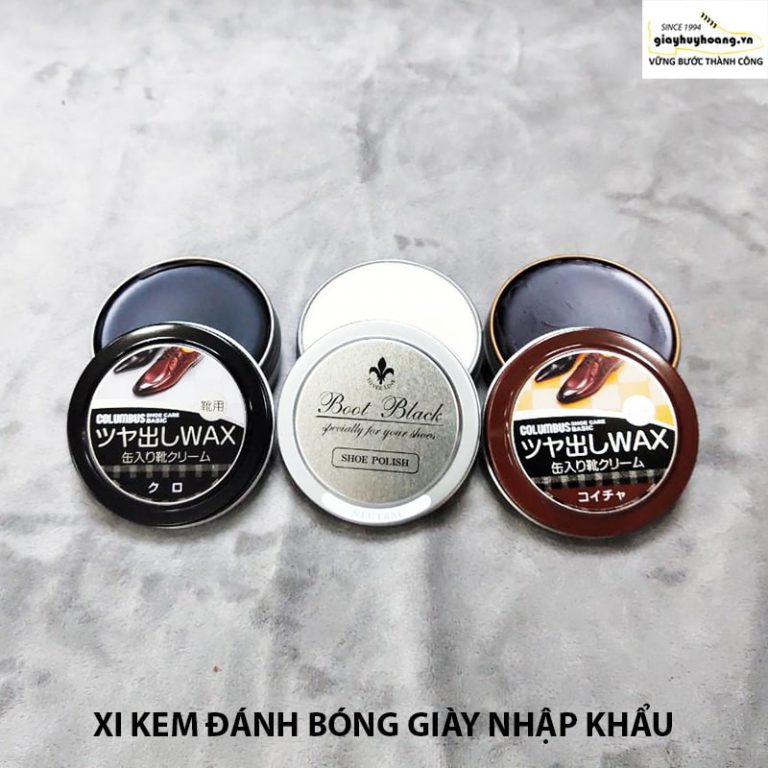 SINCE 1994
giayhuyhoang.vn
VỮNG BƯỚC THÀNH CÔNG
靴用
COLUMBUS SHOE CARE BASIC
ツヤ出しWAX
缶入り靴クリーム
クロ
SILVER LINE
Boot Black
specially for your shoes
SHOE POLISH
NEUTRAL
COLUMBUS SHOE CARE BASIC
ツヤ出しWAX
缶入り靴クリーム
コイチャ
XI KEM ĐÁNH BÓNG GIÀY NHẬP KHẨU